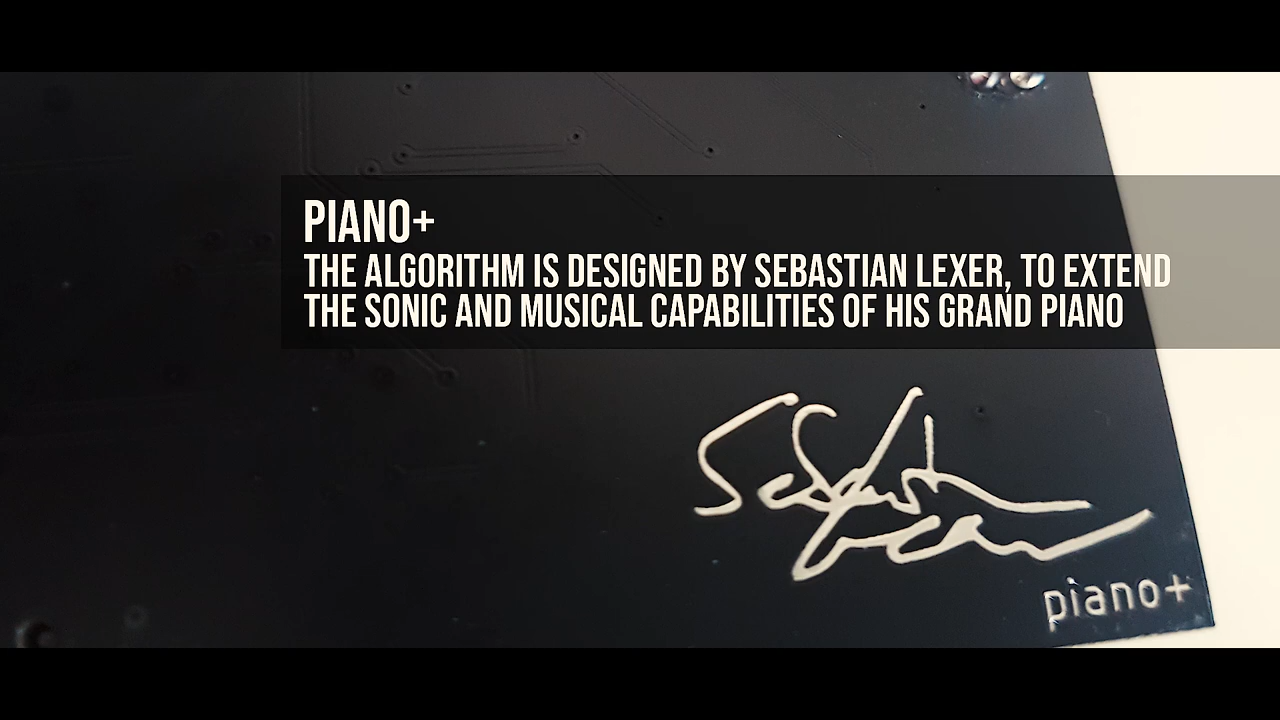 PIANO+
THE ALGORITHM IS DESIGNED BY SEBASTIAN LEXER, TO EXTEND
THE SONIC AND MUSICAL CAPABILITIES OF HIS GRAND PIANO
piano+